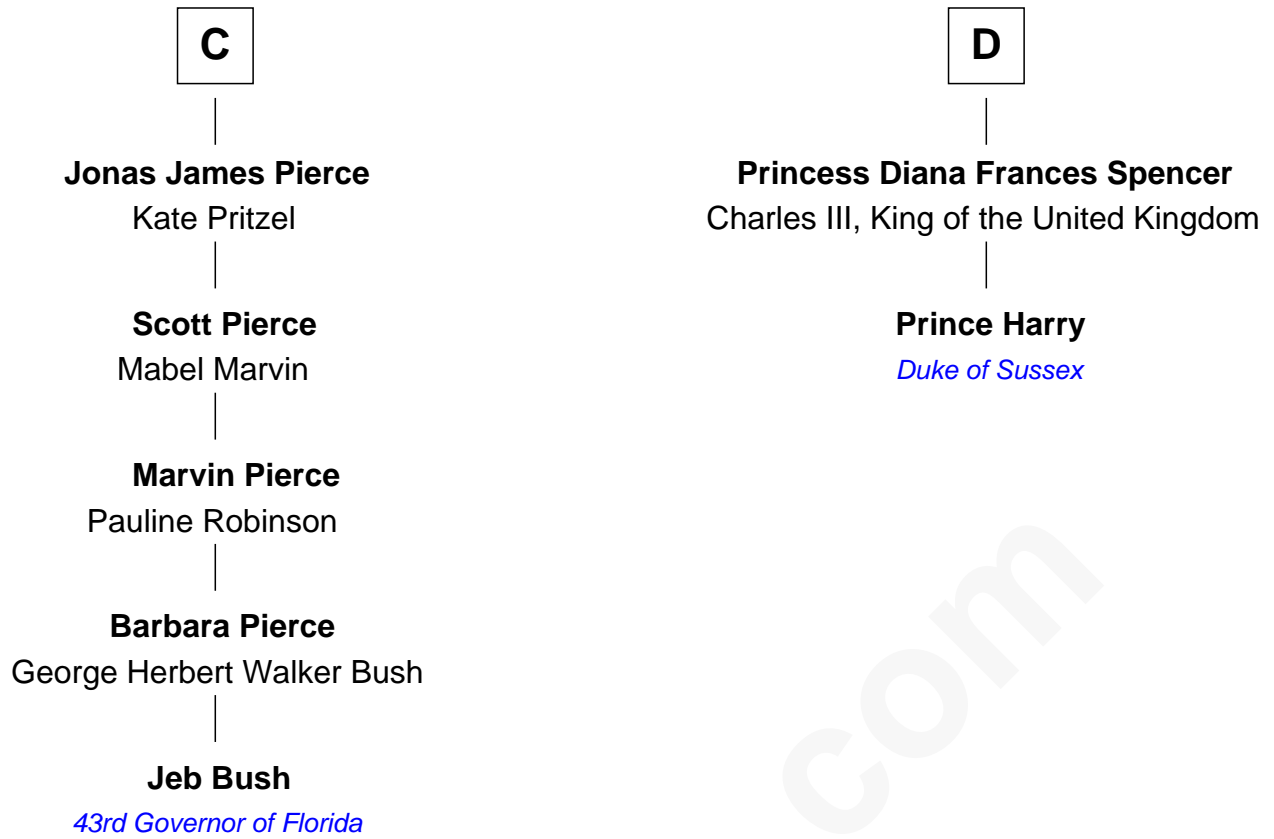 C
Jonas James Pierce
Kate Pritzel
Scott Pierce
Mabel Marvin
Marvin Pierce
Pauline Robinson
Barbara Pierce
George Herbert Walker Bush
Jeb Bush
43rd Governor of Florida
D
Princess Diana Frances Spencer
Charles III, King of the United Kingdom
Prince Harry
Duke of Sussex
com